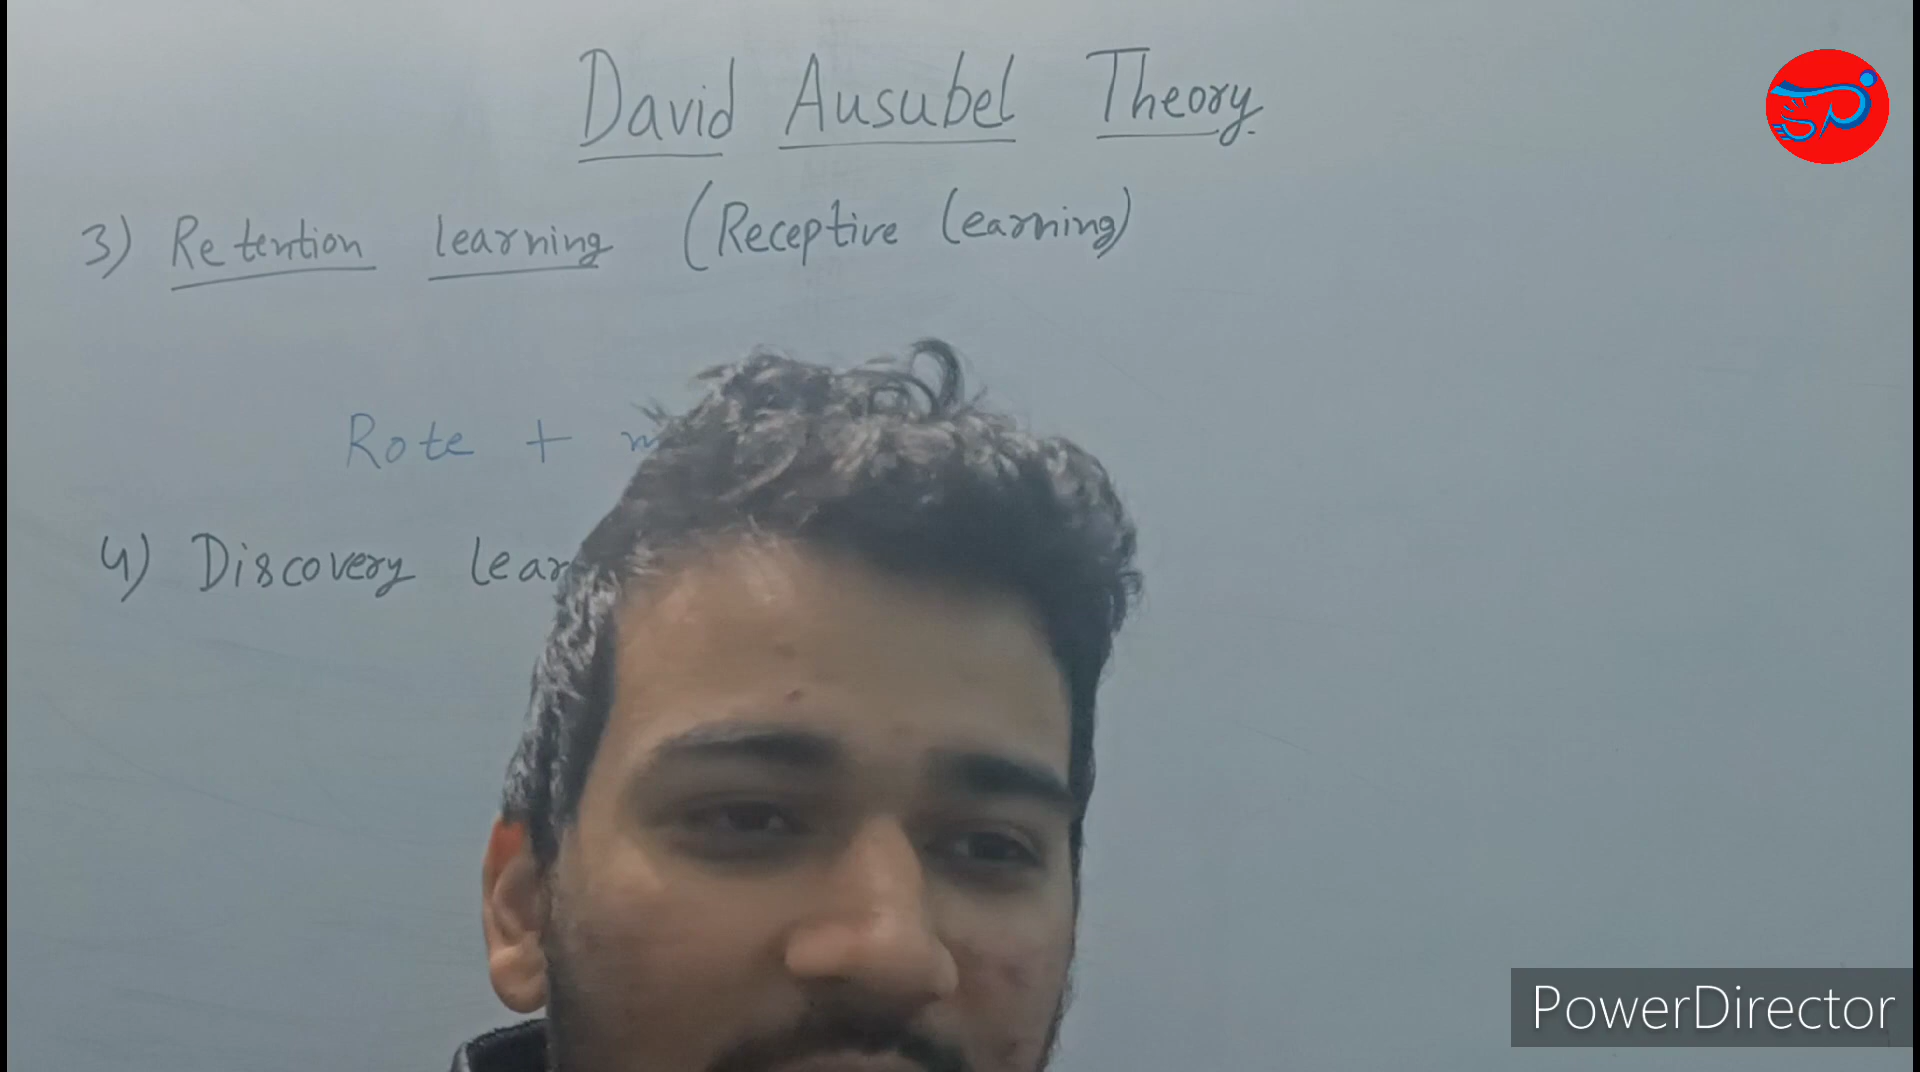 David Ausubel Theory.
3) Retention learning (Receptive Learning)
Rote +
4) Discovery
PowerDirector